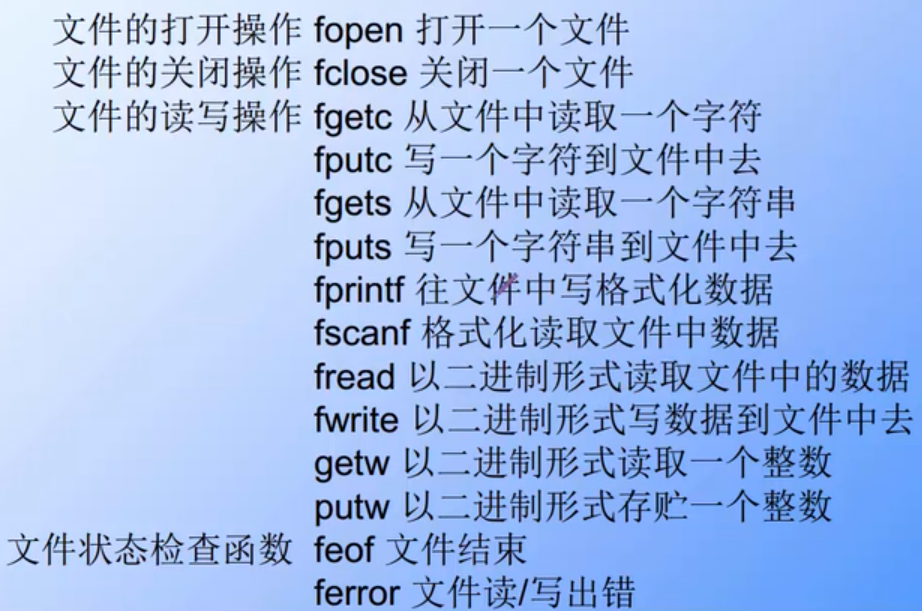 文件的打开操作 fopen 打开一个文件
文件的关闭操作 fclose 关闭一个文件
文件的读写操作 fgetc 从文件中读取一个字符
fputc 写一个字符到文件中去
fgets 从文件中读取一个字符串
fputs 写一个字符串到文件中去
fprintf 往文件中写格式化数据
fscanf 格式化读取文件中数据
fread 以二进制形式读取文件中的数据
fwrite 以二进制形式写数据到文件中去
getw 以二进制形式读取一个整数
putw 以二进制形式存贮一个整数
文件状态检查函数 feof 文件结束
ferror 文件读/写出错